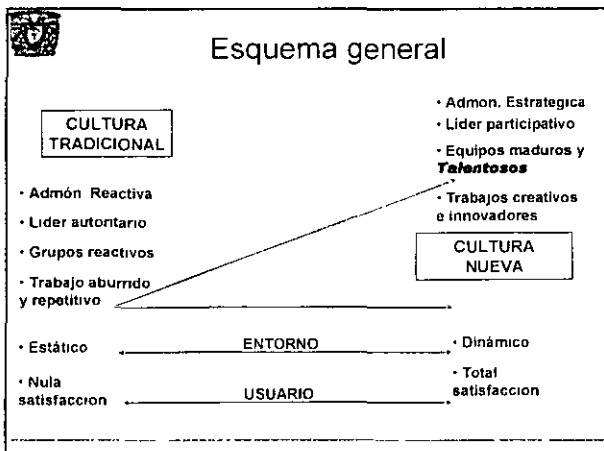 Esquema general
CULTURA
TRADICIONAL
· Admón Reactiva
· Lider autoritario
· Grupos reactivos
· Trabajo aburrido
y repetitivo
· Admon. Estrategica
· Lider participativo
· Equipos maduros y
Talentosos
· Trabajos creativos
e innovadores
CULTURA
NUEVA
· Estático
ENTORNO
· Dinámico
· Nula
satisfaccion
USUARIO
· Total
satisfaccion